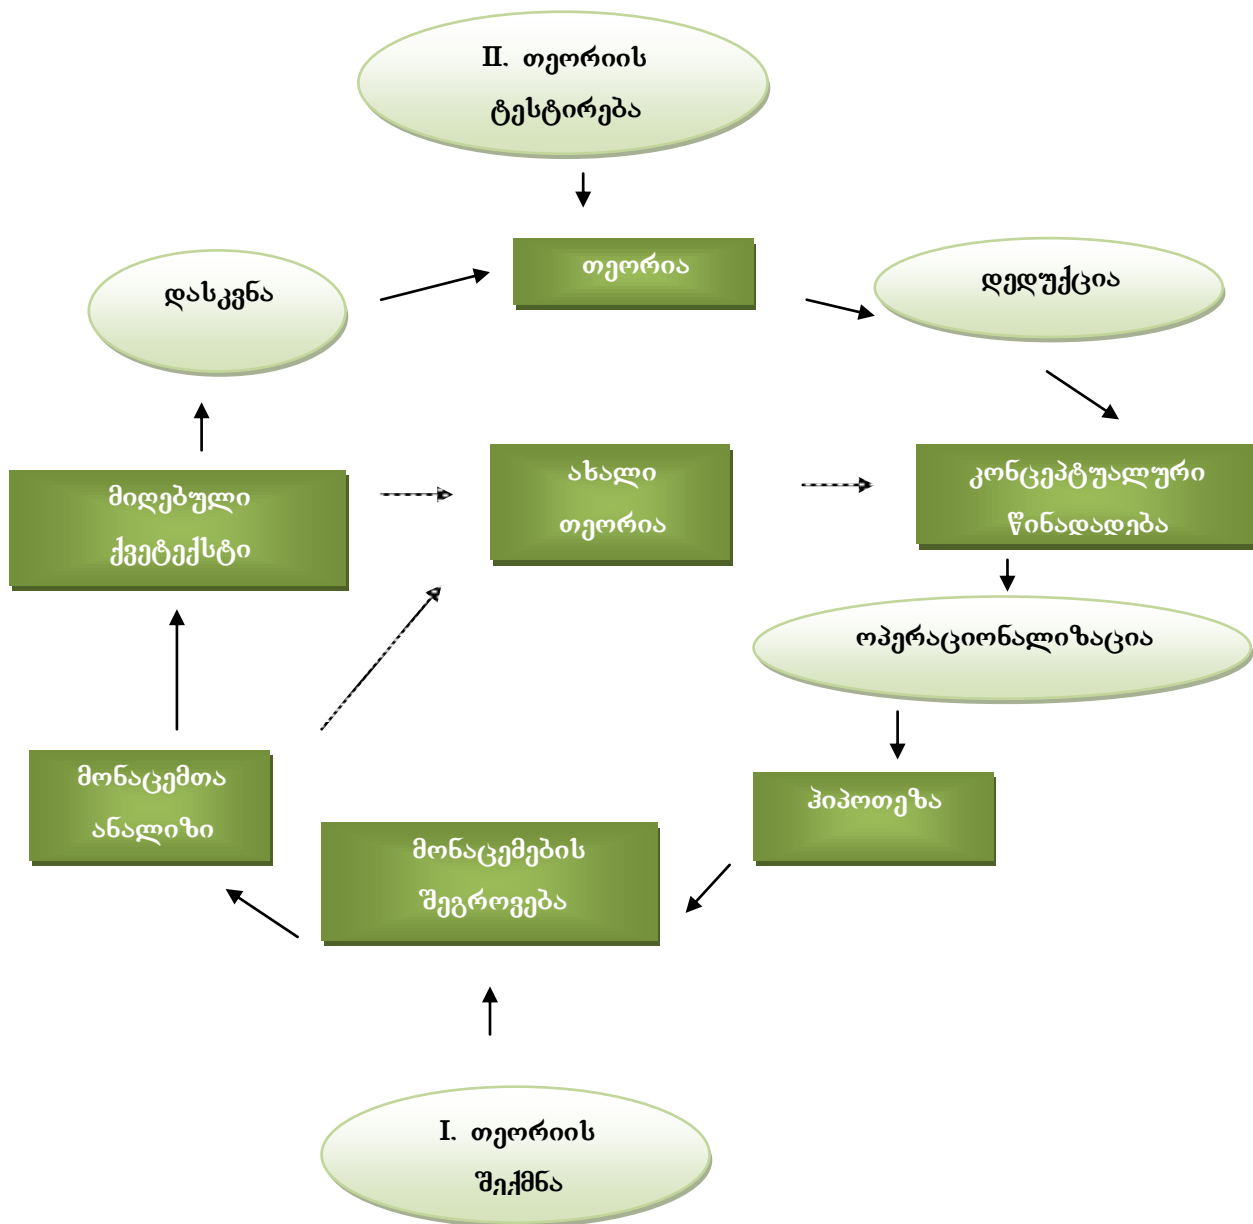 II. თეორიის
ტესტირება
თეორია
დედუქცია
დასკვნა
მიღებული
ქვეტექსტი
ახალი
თეორია
კონცეპტუალური
წინადადება
ოპერაციონალიზაცია
მონაცემთა
ანალიზი
ჰიპოთეზა
მონაცემების
შეგროვება
I. თეორიის
შექმნა